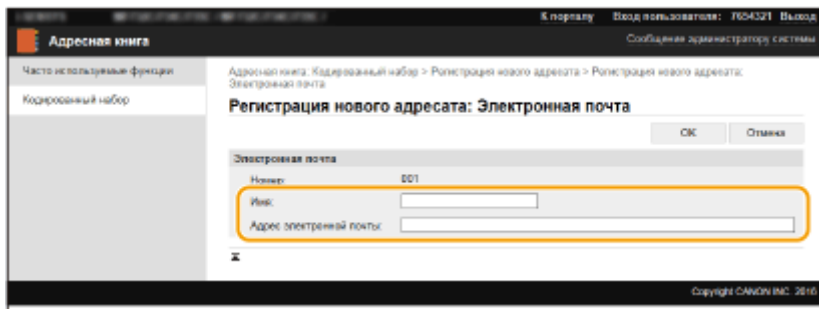 К порталу Вход пользователя: 7654321 Выход
Адресная книга
Сообщение администратору системы
Часто используемые функции
Кодированный набор
Адресная книга: Кодированный набор > Регистрация нового адресата > Регистрация нового адресата:
Электронная почта
Регистрация нового адресата: Электронная почта
OK Отмена
Электронная почта
Номер: 001
Имя:
Адрес электронной почты:
Copyright CANON INC. 2016